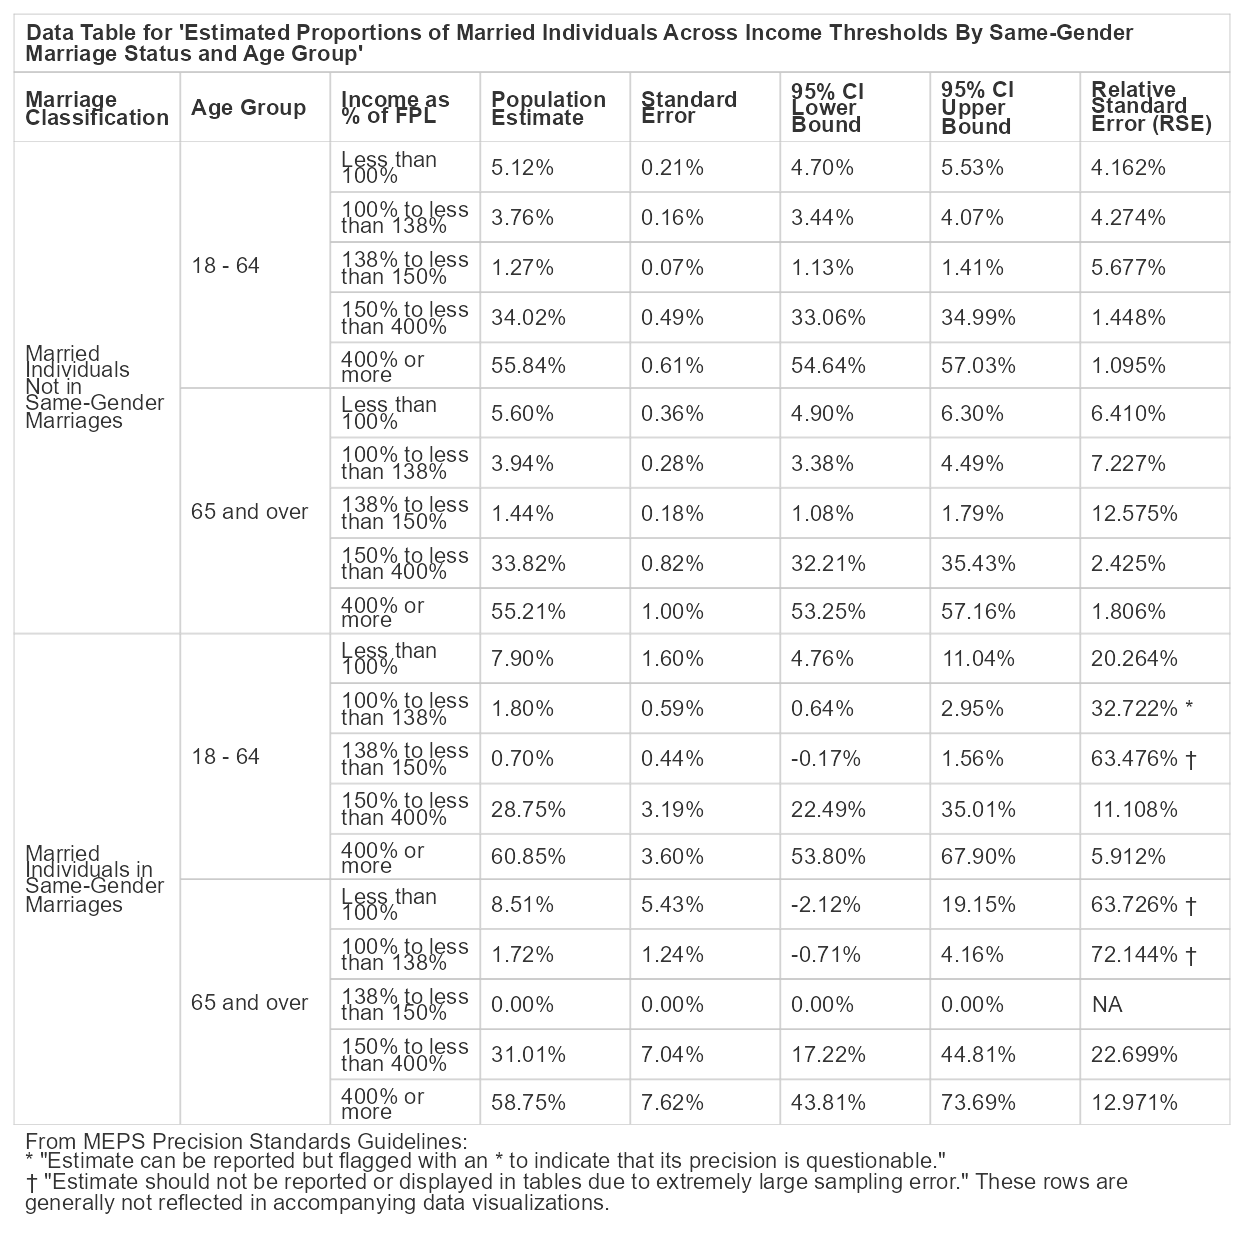 Data Table for 'Estimated Proportions of Married Individuals Across Income Thresholds By Same-Gender
Marriage Status and Age Group'
Marriage Classification | Age Group | Income as % of FPL | Population Estimate | Standard Error | 95% CI Lower Bound | 95% CI Upper Bound | Relative Standard Error (RSE)
Married Individuals Not in Same-Gender Marriages
18 - 64
Less than 100% | 5.12% | 0.21% | 4.70% | 5.53% | 4.162%
100% to less than 138% | 3.76% | 0.16% | 3.44% | 4.07% | 4.274%
138% to less than 150% | 1.27% | 0.07% | 1.13% | 1.41% | 5.677%
150% to less than 400% | 34.02% | 0.49% | 33.06% | 34.99% | 1.448%
400% or more | 55.84% | 0.61% | 54.64% | 57.03% | 1.095%
65 and over
Less than 100% | 5.60% | 0.36% | 4.90% | 6.30% | 6.410%
100% to less than 138% | 3.94% | 0.28% | 3.38% | 4.49% | 7.227%
138% to less than 150% | 1.44% | 0.18% | 1.08% | 1.79% | 12.575%
150% to less than 400% | 33.82% | 0.82% | 32.21% | 35.43% | 2.425%
400% or more | 55.21% | 1.00% | 53.25% | 57.16% | 1.806%
Married Individuals in Same-Gender Marriages
18 - 64
Less than 100% | 7.90% | 1.60% | 4.76% | 11.04% | 20.264%
100% to less than 138% | 1.80% | 0.59% | 0.64% | 2.95% | 32.722% *
138% to less than 150% | 0.70% | 0.44% | -0.17% | 1.56% | 63.476% †
150% to less than 400% | 28.75% | 3.19% | 22.49% | 35.01% | 11.108%
400% or more | 60.85% | 3.60% | 53.80% | 67.90% | 5.912%
65 and over
Less than 100% | 8.51% | 5.43% | -2.12% | 19.15% | 63.726% †
100% to less than 138% | 1.72% | 1.24% | -0.71% | 4.16% | 72.144% †
138% to less than 150% | 0.00% | 0.00% | 0.00% | 0.00% | NA
150% to less than 400% | 31.01% | 7.04% | 17.22% | 44.81% | 22.699%
400% or more | 58.75% | 7.62% | 43.81% | 73.69% | 12.971%
From MEPS Precision Standards Guidelines:
* "Estimate can be reported but flagged with an * to indicate that its precision is questionable."
† "Estimate should not be reported or displayed in tables due to extremely large sampling error." These rows are
generally not reflected in accompanying data visualizations.